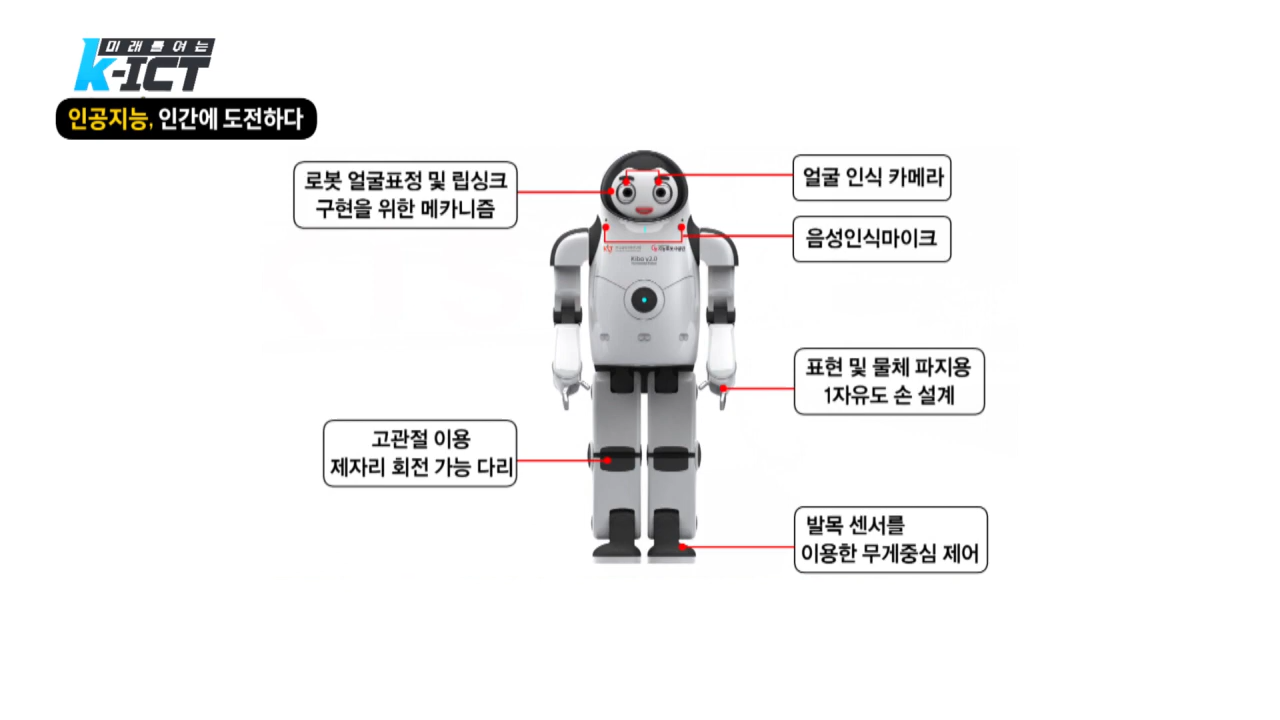 미래를 여는
K-ICT
인공지능, 인간에 도전하다
로봇 얼굴표정 및 립싱크
구현을 위한 메카니즘
얼굴 인식 카메라
음성인식마이크
Kibo v2.0
표현 및 물체 파지용
1자유도 손 설계
고관절 이용
제자리 회전 가능 다리
발목 센서를
이용한 무게중심 제어